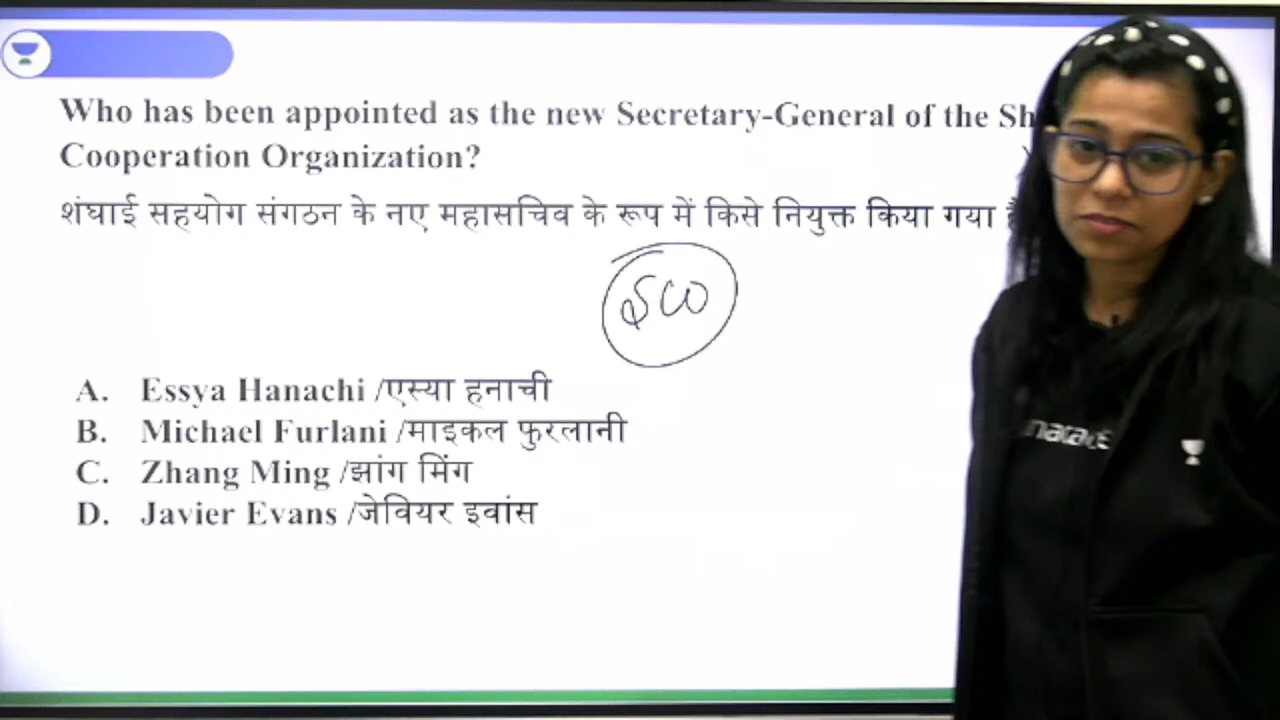 Who has been appointed as the new Secretary-General of the Sh
Cooperation Organization?
शंघाई सहयोग संगठन के नए महासचिव के रूप में किसे नियुक्त किया गया
SCO
A. Essya Hanachi /एस्या हनाची
B. Michael Furlani /माइकल फुरलानी
C. Zhang Ming /झांग मिंग
D. Javier Evans /जेवियर इवांस